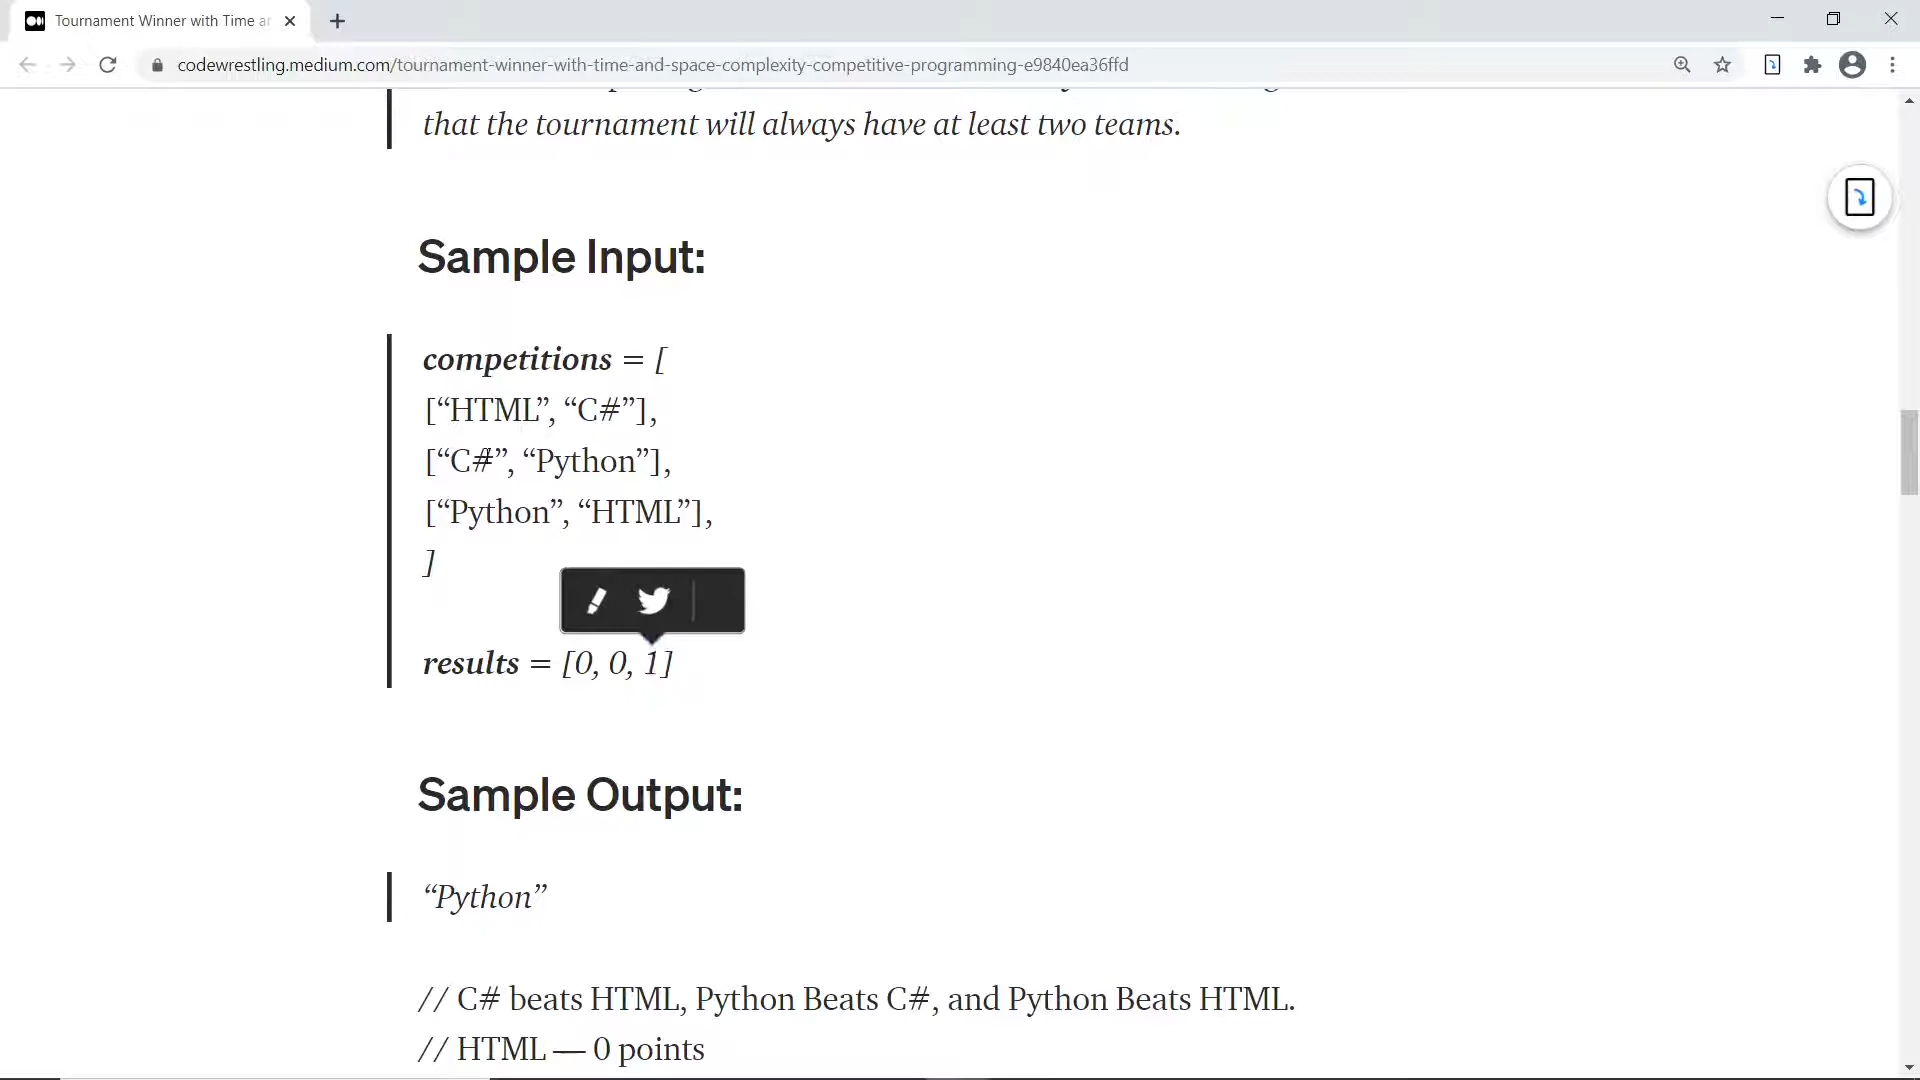 Tournament Winner with Time ar
codewrestling.medium.com/tournament-winner-with-time-and-space-complexity-competitive-programming-e9840ea36ffd
that the tournament will always have at least two teams.
Sample Input:
competitions = [
[“HTML”, “C#”],
[“C#”, “Python”],
[“Python”, “HTML”],
]
results = [0, 0, 1]
Sample Output:
“Python”
// C# beats HTML, Python Beats C#, and Python Beats HTML.
// HTML — 0 points